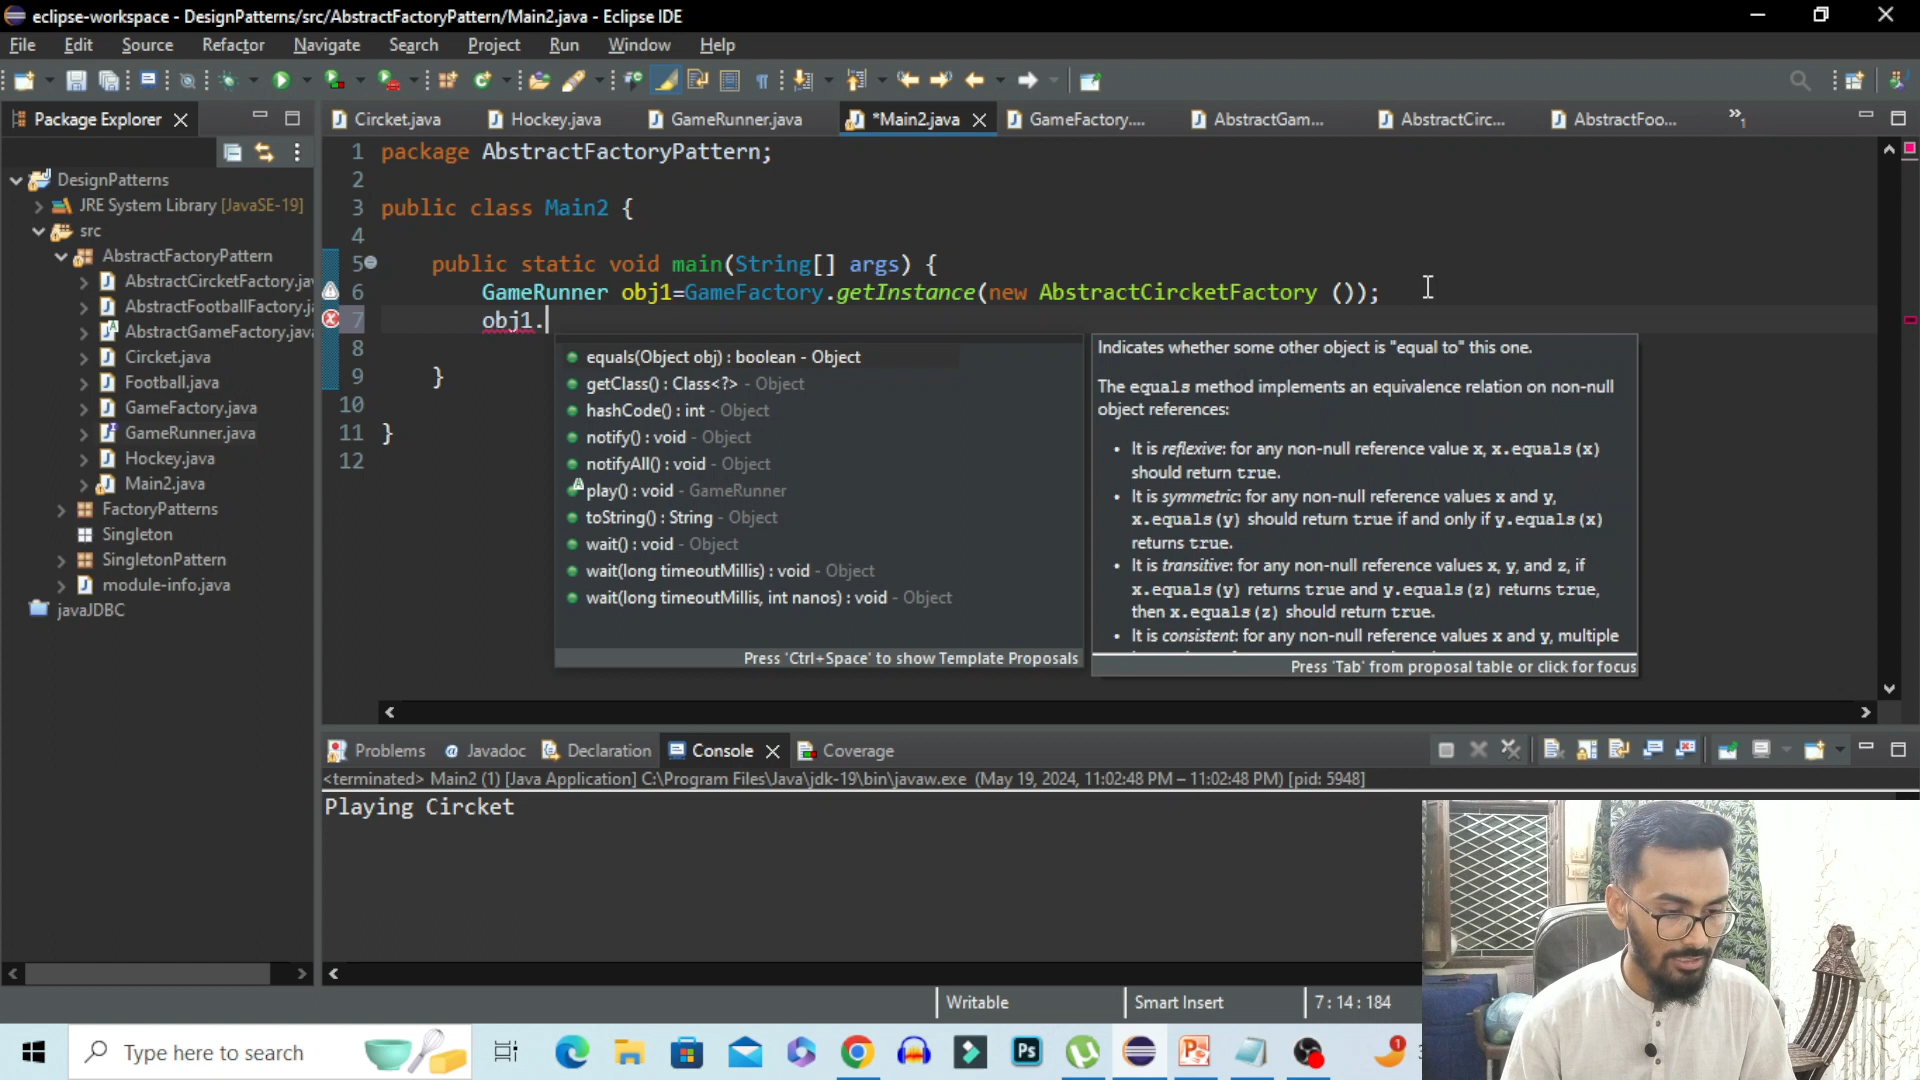 eclipse-workspace - DesignPatterns/src/AbstractFactoryPattern/Main2.java - Eclipse IDE
File Edit Source Refactor Navigate Search Project Run Window Help
Package Explorer
Circket.java Hockey.java GameRunner.java *Main2.java GameFactory.... AbstractGam... AbstractCirc... AbstractFoo... »1
DesignPatterns
JRE System Library [JavaSE-19]
src
AbstractFactoryPattern
AbstractCircketFactory.jav
AbstractFootballFactory.j
AbstractGameFactory.java
Circket.java
Football.java
GameFactory.java
GameRunner.java
Hockey.java
Main2.java
FactoryPatterns
Singleton
SingletonPattern
module-info.java
javaJDBC
1 package AbstractFactoryPattern;
2
3 public class Main2 {
4
5 public static void main(String[] args) {
6 GameRunner obj1=GameFactory.getInstance(new AbstractCircketFactory ());
7 obj1.
8
9 }
10
11 }
12
equals(Object obj) : boolean - Object
getClass() : Class<?> - Object
hashCode() : int - Object
notify() : void - Object
notifyAll() : void - Object
play() : void - GameRunner
toString() : String - Object
wait() : void - Object
wait(long timeoutMillis) : void - Object
wait(long timeoutMillis, int nanos) : void - Object
Press 'Ctrl+Space' to show Template Proposals
Indicates whether some other object is "equal to" this one.
The equals method implements an equivalence relation on non-null
object references:
• It is reflexive: for any non-null reference value x, x.equals(x)
should return true.
• It is symmetric: for any non-null reference values x and y,
x.equals(y) should return true if and only if y.equals(x)
returns true.
• It is transitive: for any non-null reference values x, y, and z, if
x.equals(y) returns true and y.equals(z) returns true,
then x.equals(z) should return true.
• It is consistent: for any non-null reference values x and y, multiple
Press 'Tab' from proposal table or click for focus
Problems Javadoc Declaration Console Coverage
<terminated> Main2 (1) [Java Application] C:\Program Files\Java\jdk-19\bin\javaw.exe (May 19, 2024, 11:02:48 PM – 11:02:48 PM) [pid: 5948]
Playing Circket
Writable Smart Insert 7 : 14 : 184
Type here to search
Ps
1